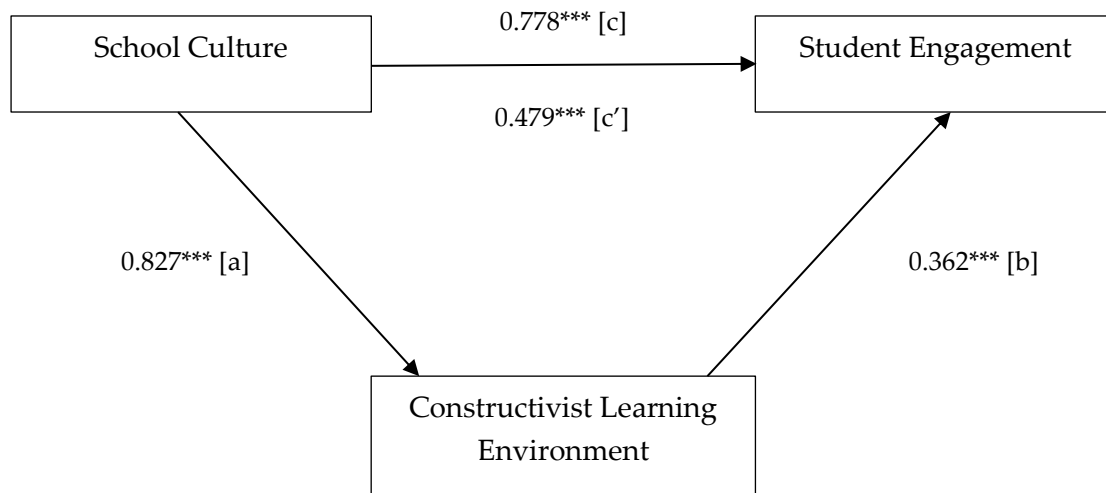 0.778*** [c]
School Culture
Student Engagement
0.479*** [c’]
0.827*** [a]
0.362*** [b]
Constructivist Learning
Environment